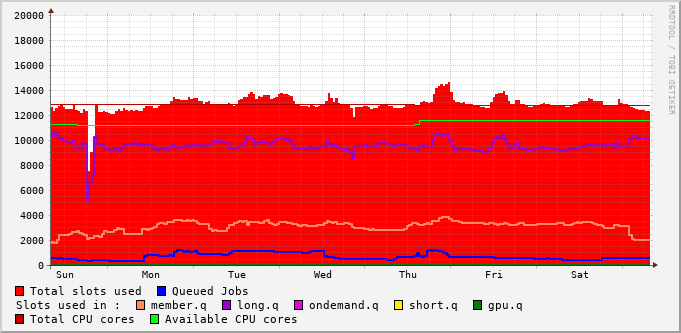 20000
18000
16000
14000
12000
10000
8000
6000
4000
2000
0
Sun Mon Tue Wed Thu Fri Sat
RRDTOOL / TOBI OETIKER
Total slots used Queued Jobs
Slots used in : member.q long.q ondemand.q short.q gpu.q
Total CPU cores Available CPU cores